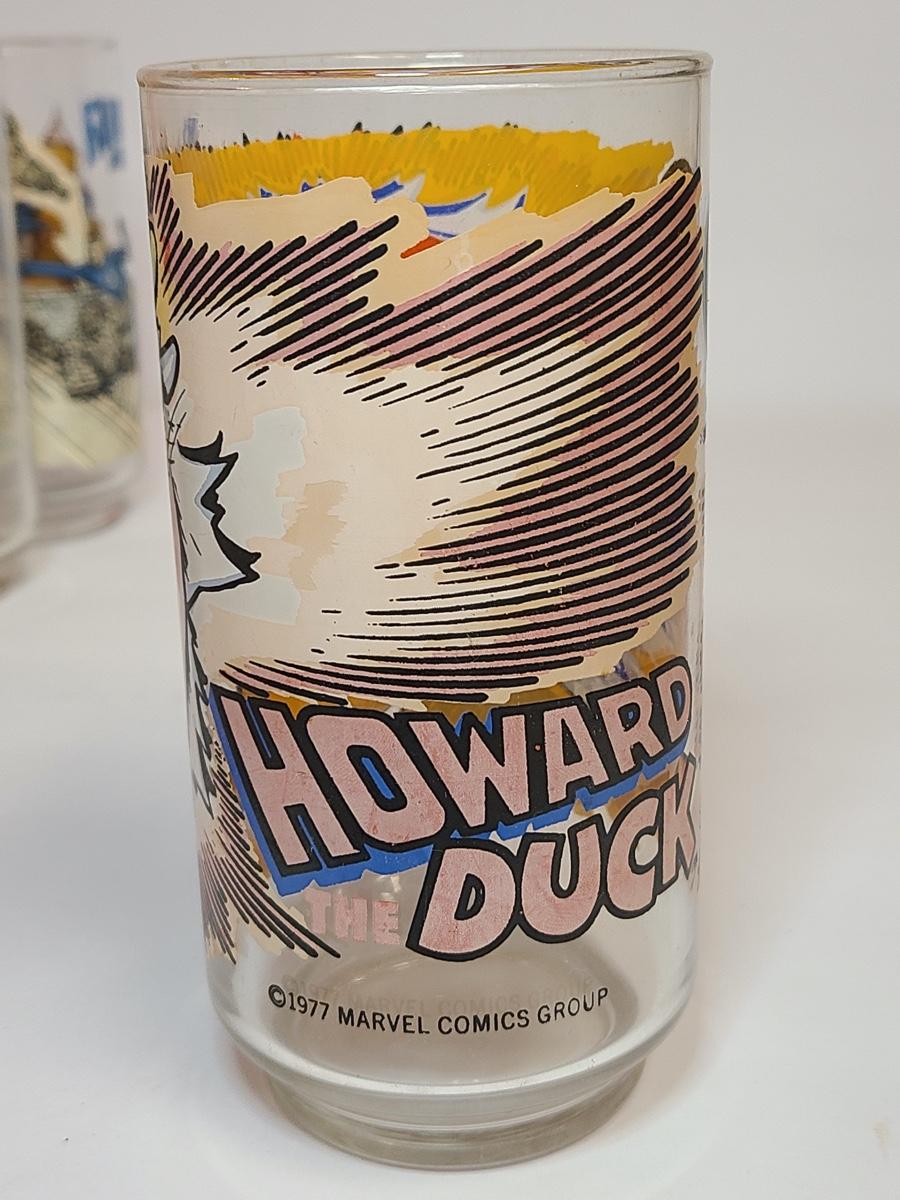 HOWARD
THE DUCK
©1977 MARVEL COMICS GROUP